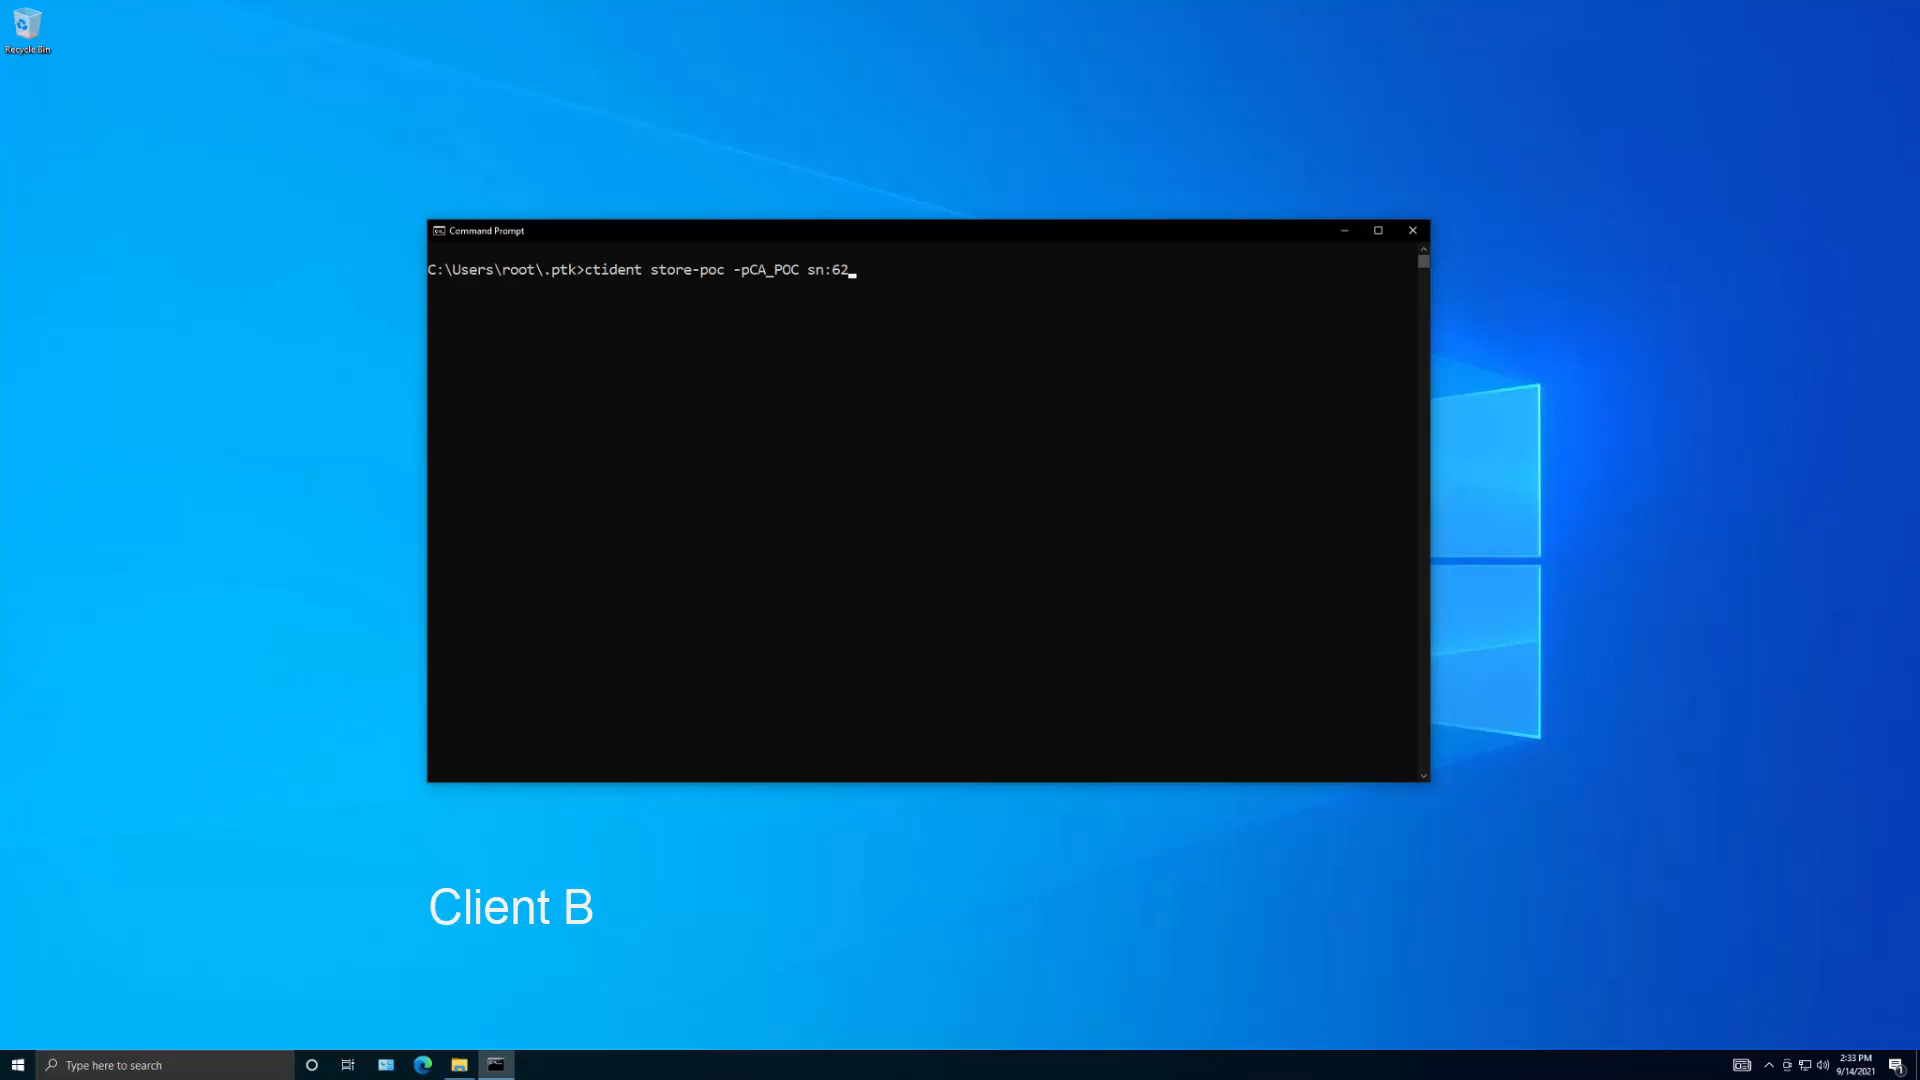 Recycle Bin
Command Prompt
C:\Users\root\.ptk>ctident store-poc -pCA_POC sn:62
Client B
Type here to search
2:33 PM
9/14/2021
1